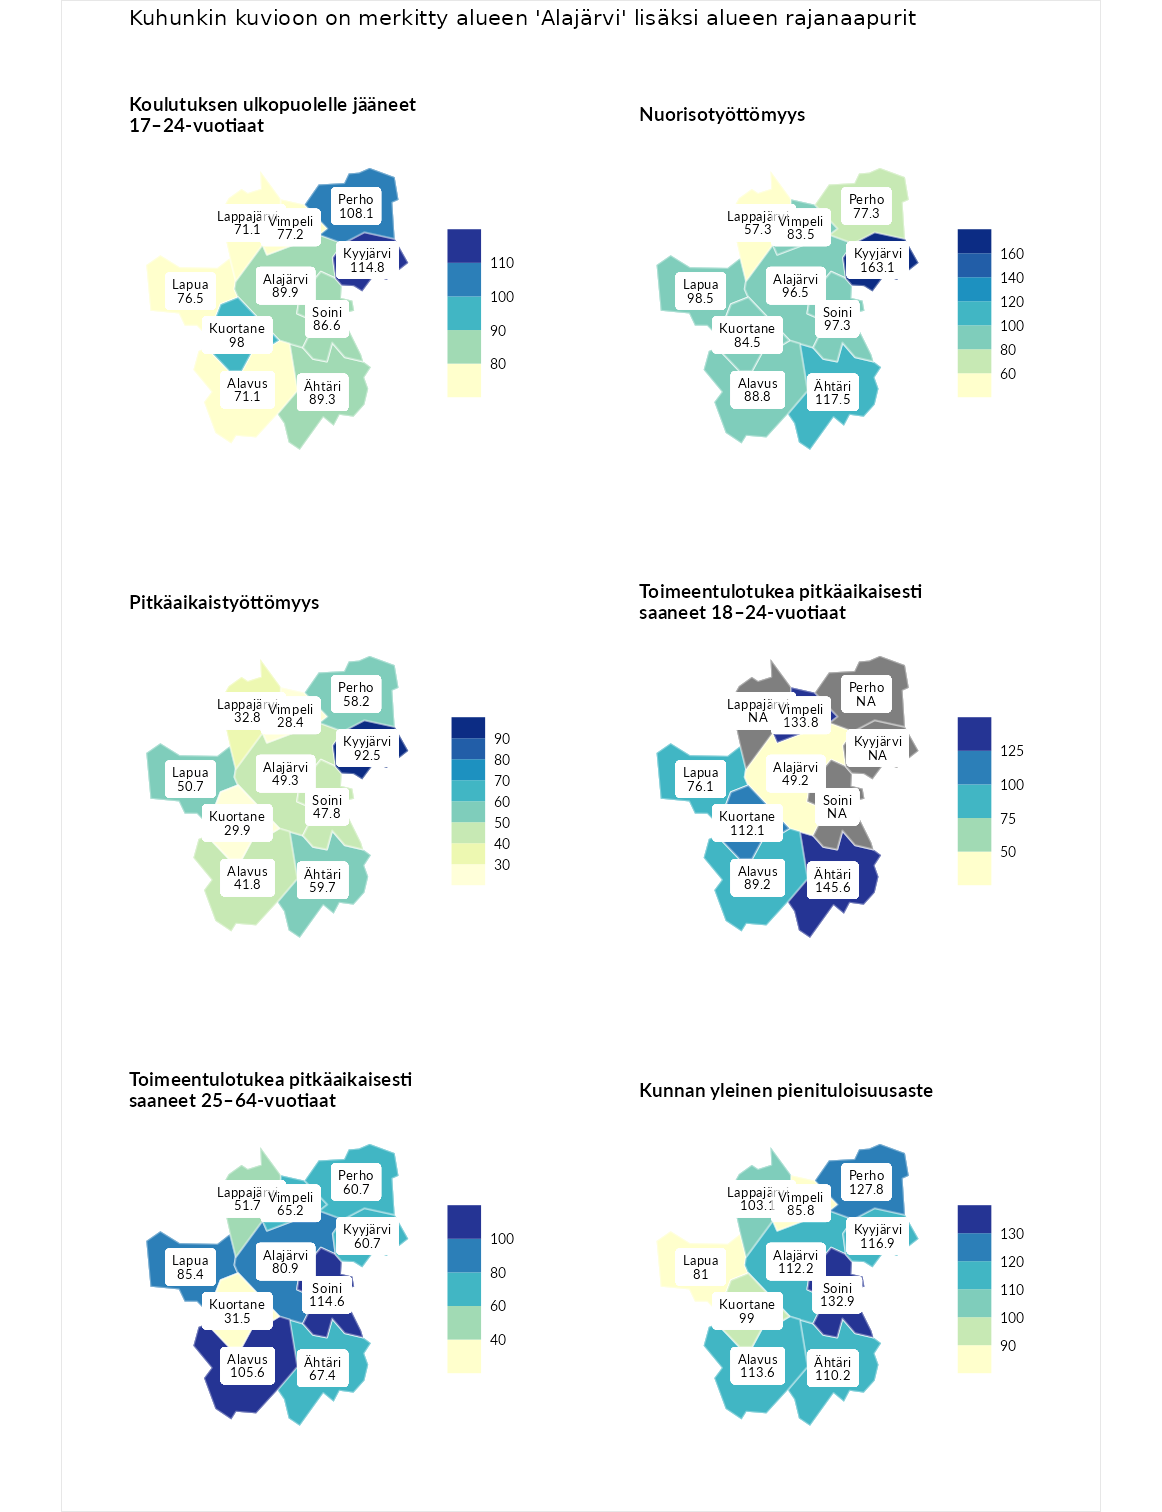 Kuhunkin kuvioon on merkitty alueen 'Alajärvi' lisäksi alueen rajanaapurit
Koulutuksen ulkopuolelle jääneet
17–24-vuotiaat
Perho
108.1
71.1
Vimpeli
77.2
Kyyjärvi
114.8
Lapua
76.5
Alajärvi
89.9
Soini
86.6
Kuortane
98
Alavus
71.1
Ähtäri
89.3
110
100
90
80
Nuorisotyöttömyys
Perho
77.3
57.3
Vimpeli
83.5
Kyyjärvi
163.1
Lapua
98.5
Alajärvi
96.5
Soini
97.3
Kuortane
84.5
Alavus
88.8
Ähtäri
117.5
160
140
120
100
80
60
Pitkäaikaistyöttömyys
Perho
58.2
32.8
Vimpeli
28.4
Kyyjärvi
92.5
Lapua
50.7
Alajärvi
49.3
Soini
47.8
Kuortane
29.9
Alavus
41.8
Ähtäri
59.7
90
80
70
60
50
40
30
Toimeentulotukea pitkäaikaisesti
saaneet 18–24-vuotiaat
Perho
NA
NA
Vimpeli
133.8
Kyyjärvi
NA
Lapua
76.1
Alajärvi
49.2
Soini
NA
Kuortane
112.1
Alavus
89.2
Ähtäri
145.6
125
100
75
50
Toimeentulotukea pitkäaikaisesti
saaneet 25–64-vuotiaat
Perho
60.7
51.7
Vimpeli
65.2
Kyyjärvi
60.7
Lapua
85.4
Alajärvi
80.9
Soini
114.6
Kuortane
31.5
Alavus
105.6
Ähtäri
67.4
100
80
60
40
Kunnan yleinen pienituloisuusaste
Perho
127.8
103.1
Vimpeli
85.8
Kyyjärvi
116.9
Lapua
81
Alajärvi
112.2
Soini
132.9
Kuortane
99
Alavus
113.6
Ähtäri
110.2
130
120
110
100
90